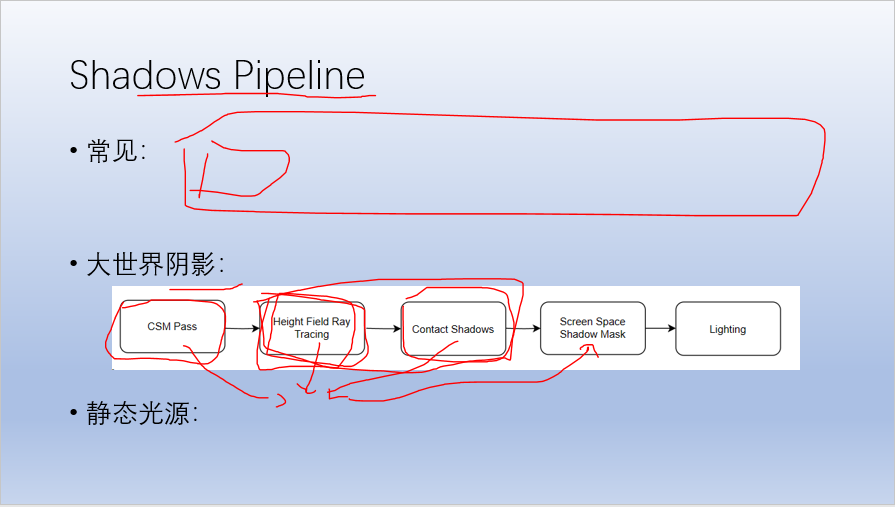 Shadows Pipeline
• 常见：
• 大世界阴影：
CSM Pass
Height Field Ray
Tracing
Contact Shadows
Screen Space
Shadow Mask
Lighting
• 静态光源：